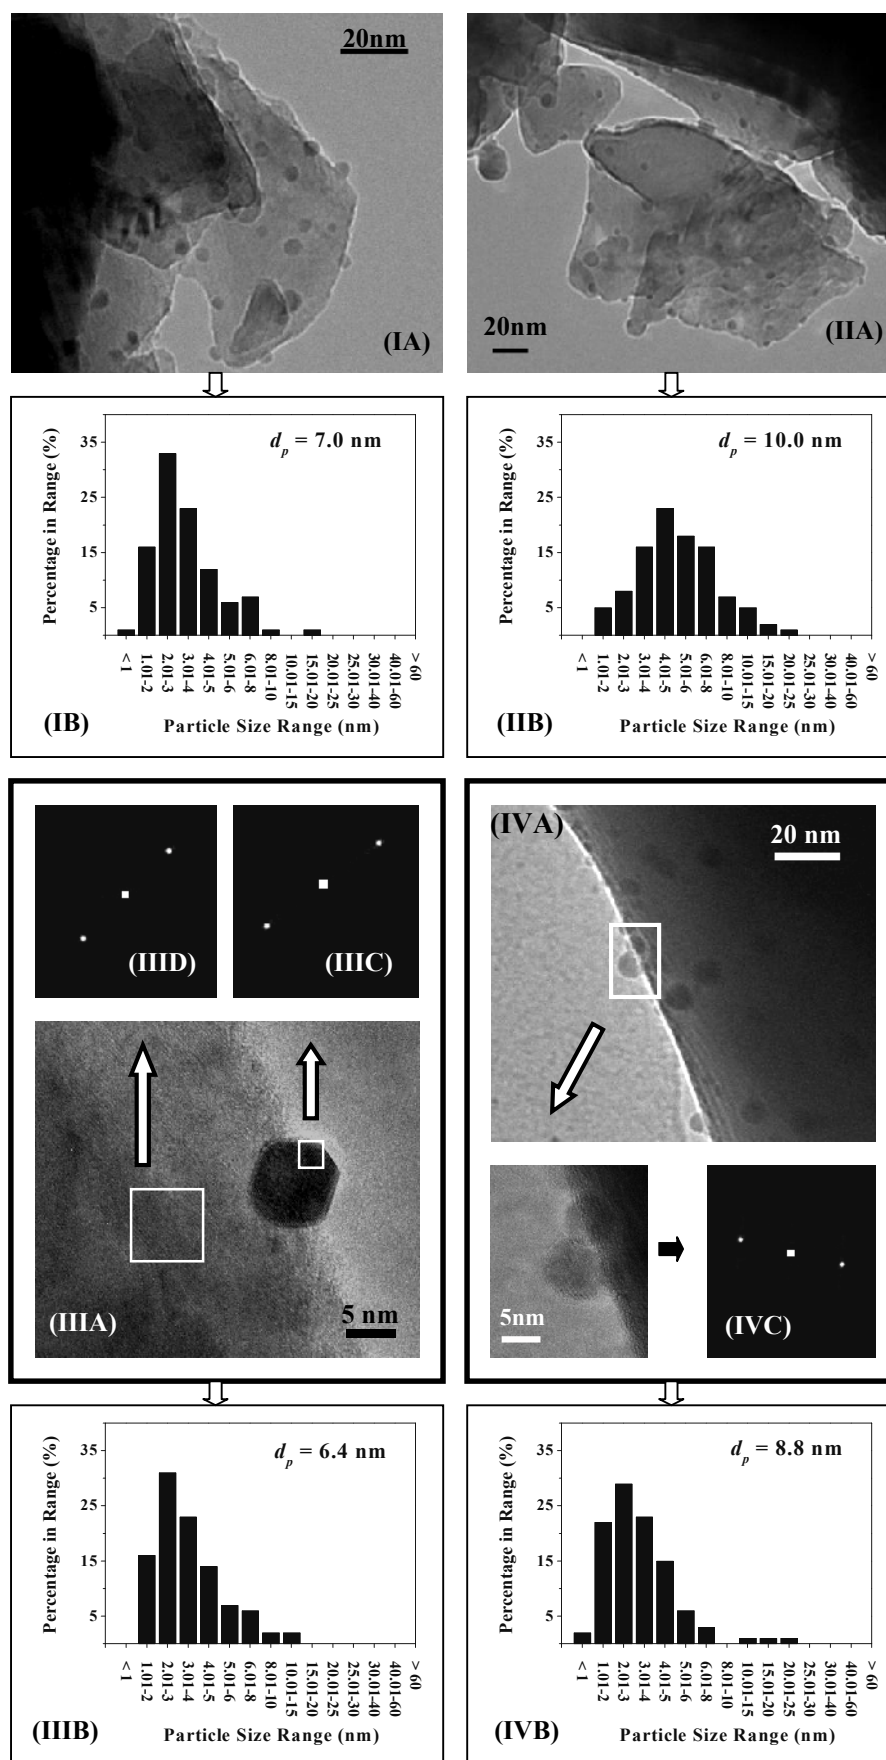 20nm
(IA)
20nm
(IIA)
Percentage in Range (%)
35
25
15
5
d_p = 7.0 nm
< 1
1.01-2
2.01-3
3.01-4
4.01-5
5.01-6
6.01-8
8.01-10
10.01-15
15.01-20
20.01-25
25.01-30
30.01-40
40.01-60
> 60
(IB)
Particle Size Range (nm)
Percentage in Range (%)
35
25
15
5
d_p = 10.0 nm
< 1
1.01-2
2.01-3
3.01-4
4.01-5
5.01-6
6.01-8
8.01-10
10.01-15
15.01-20
20.01-25
25.01-30
30.01-40
40.01-60
> 60
(IIB)
Particle Size Range (nm)
(IIID)
(IIIC)
(IIIA)
5 nm
(IVA)
20 nm
5nm
(IVC)
Percentage in Range (%)
35
25
15
5
d_p = 6.4 nm
< 1
1.01-2
2.01-3
3.01-4
4.01-5
5.01-6
6.01-8
8.01-10
10.01-15
15.01-20
20.01-25
25.01-30
30.01-40
40.01-60
> 60
(IIIB)
Particle Size Range (nm)
Percentage in Range (%)
35
25
15
5
d_p = 8.8 nm
< 1
1.01-2
2.01-3
3.01-4
4.01-5
5.01-6
6.01-8
8.01-10
10.01-15
15.01-20
20.01-25
25.01-30
30.01-40
40.01-60
> 60
(IVB)
Particle Size Range (nm)